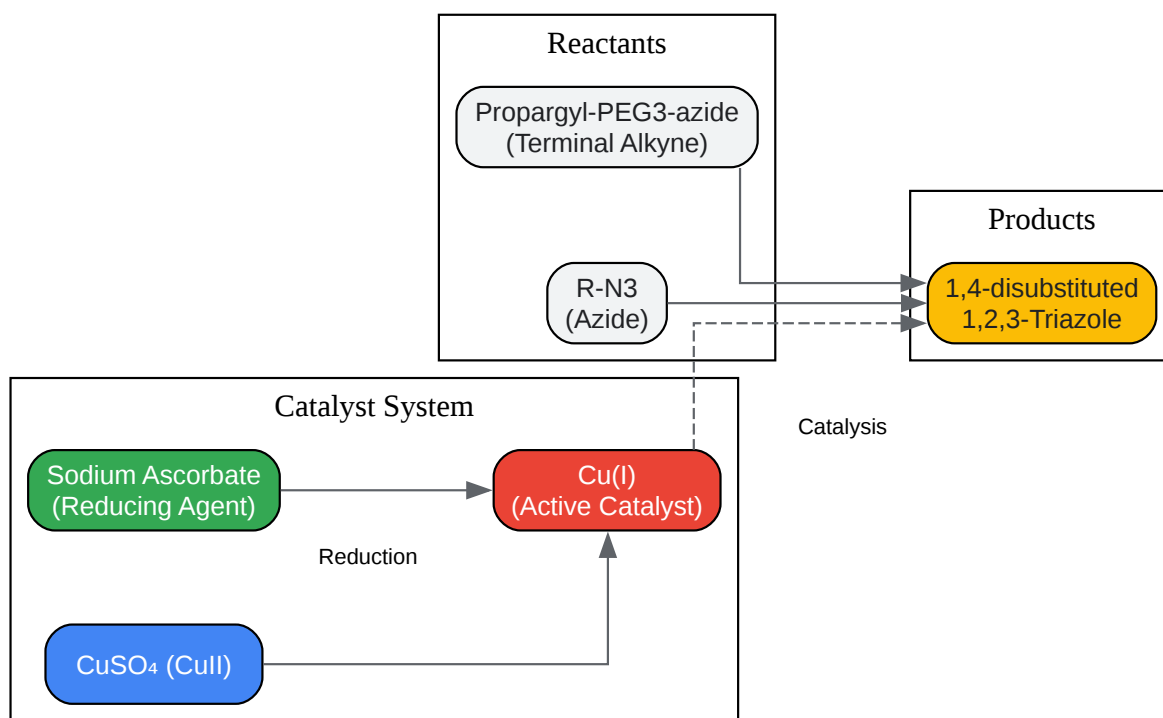 Reactants
Propargyl-PEG3-azide
(Terminal Alkyne)
R-N3
(Azide)
Products
1,4-disubstituted
1,2,3-Triazole
Catalyst System
Sodium Ascorbate
(Reducing Agent)
Cu(I)
(Active Catalyst)
Catalysis
Reduction
CuSO₄ (CuII)